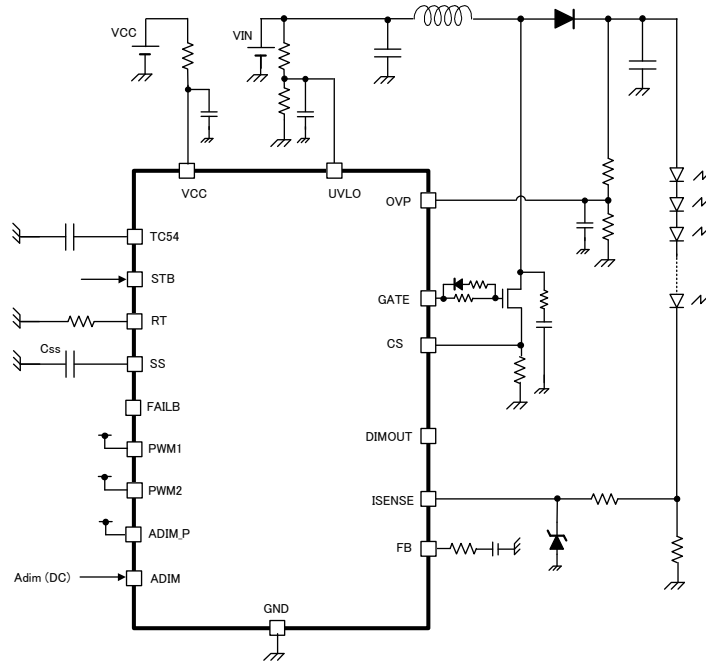 VCC
VIN
VCC
UVLO
OVP
TC54
STB
GATE
RT
CS
Css
SS
FAILB
DIMOUT
PWM1
PWM2
ISENSE
ADIM_P
FB
Adim (DC)
ADIM
GND